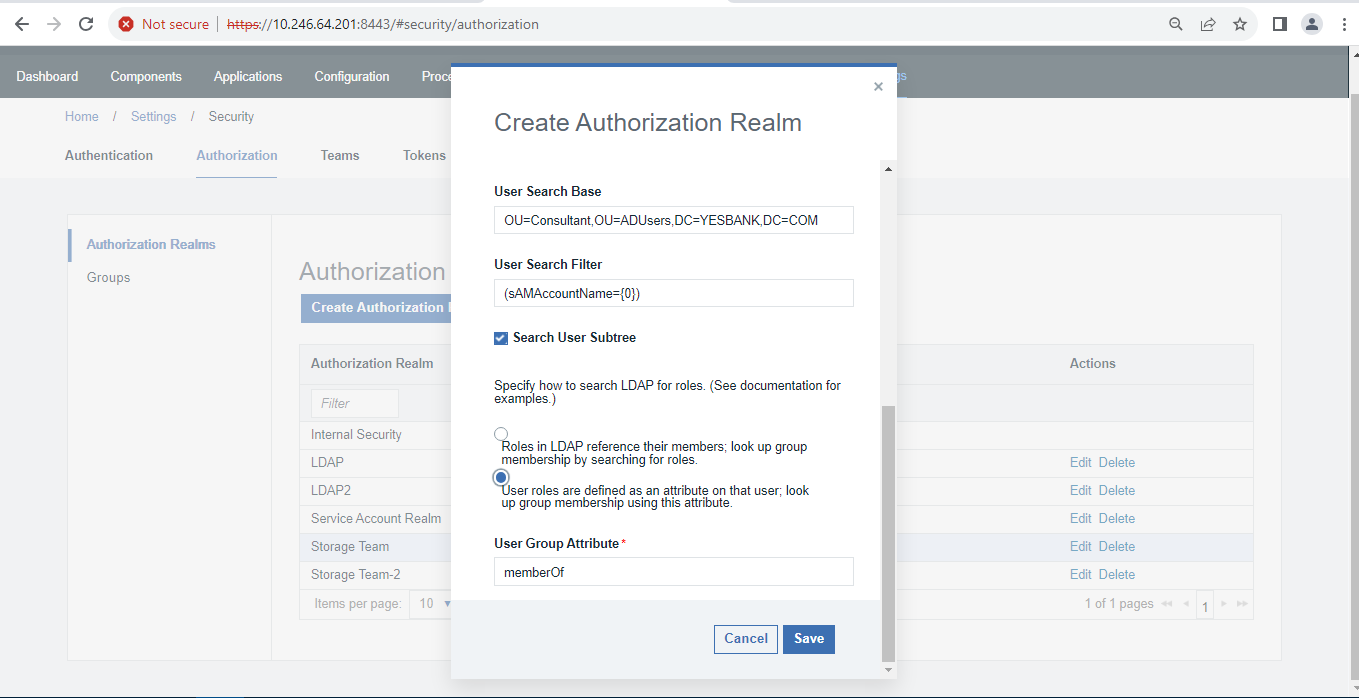 Not secure | https://10.246.64.201:8443/#security/authorization
Dashboard Components Applications Configuration Proce gs
Home / Settings / Security
Authentication Authorization Teams Tokens
Authorization Realms
Groups
Authorization
Create Authorization
Authorization Realm Actions
Filter
Internal Security
LDAP Edit Delete
LDAP2 Edit Delete
Service Account Realm Edit Delete
Storage Team Edit Delete
Storage Team-2 Edit Delete
Items per page: 10 1 of 1 pages 1
×
Create Authorization Realm
User Search Base
OU=Consultant,OU=ADUsers,DC=YESBANK,DC=COM
User Search Filter
(sAMAccountName={0})
Search User Subtree
Specify how to search LDAP for roles. (See documentation for
examples.)
Roles in LDAP reference their members; look up group
membership by searching for roles.
User roles are defined as an attribute on that user; look
up group membership using this attribute.
User Group Attribute*
memberOf
Cancel Save